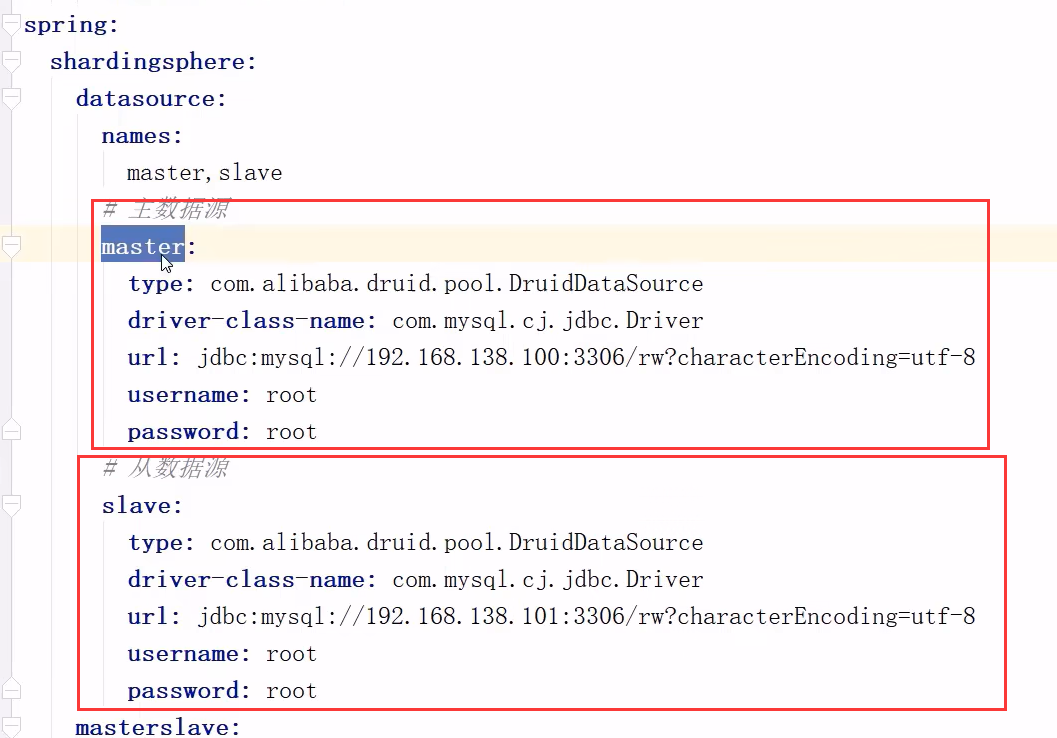 spring:
shardingsphere:
datasource:
names:
master,slave
# 主数据源
master:
type: com.alibaba.druid.pool.DruidDataSource
driver-class-name: com.mysql.cj.jdbc.Driver
url: jdbc:mysql://192.168.138.100:3306/rw?characterEncoding=utf-8
username: root
password: root
# 从数据源
slave:
type: com.alibaba.druid.pool.DruidDataSource
driver-class-name: com.mysql.cj.jdbc.Driver
url: jdbc:mysql://192.168.138.101:3306/rw?characterEncoding=utf-8
username: root
password: root
masterslave: